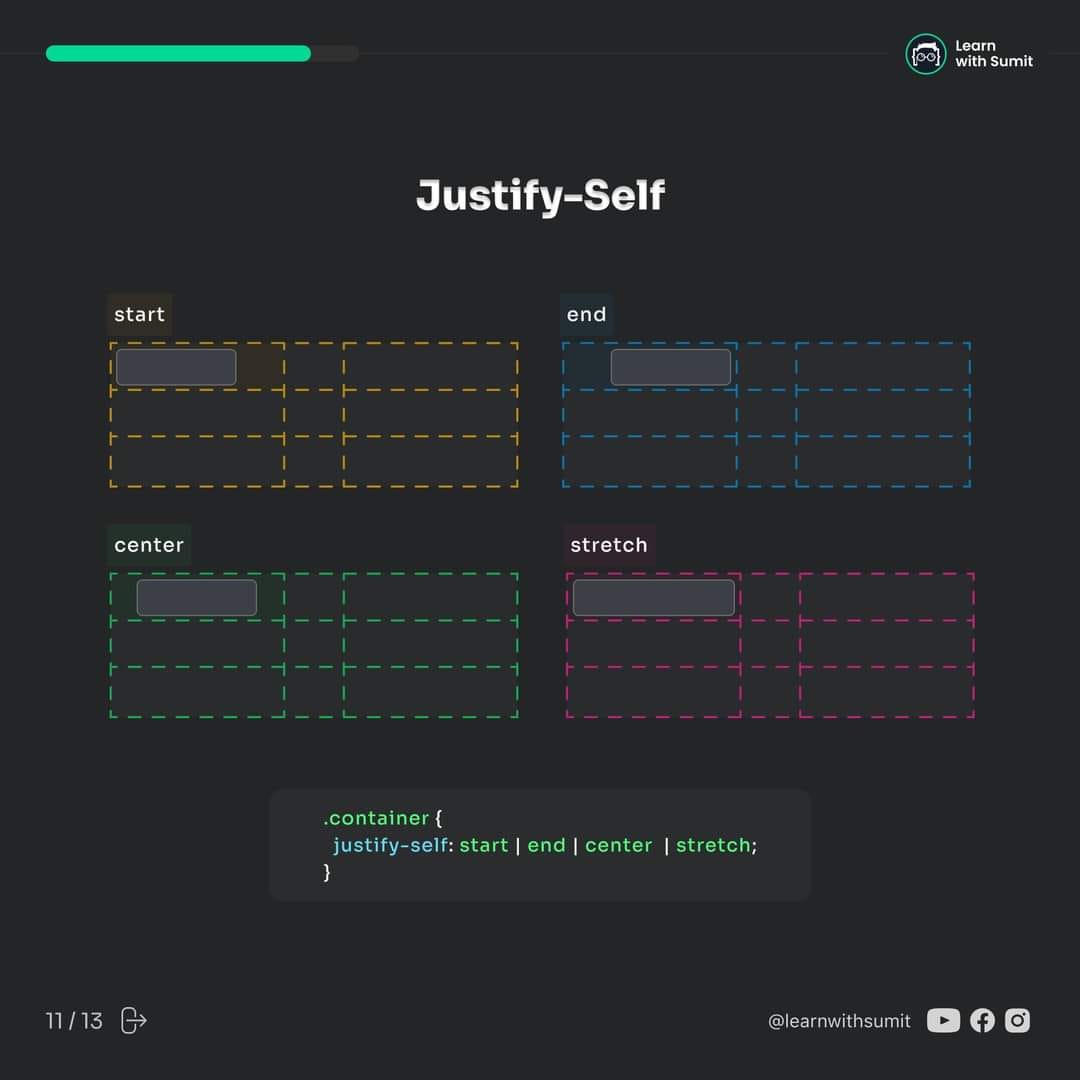 Learn
with Sumit
Justify-Self
start
end
center
stretch
.container {
justify-self: start | end | center | stretch;
}
11 / 13
@learnwithsumit